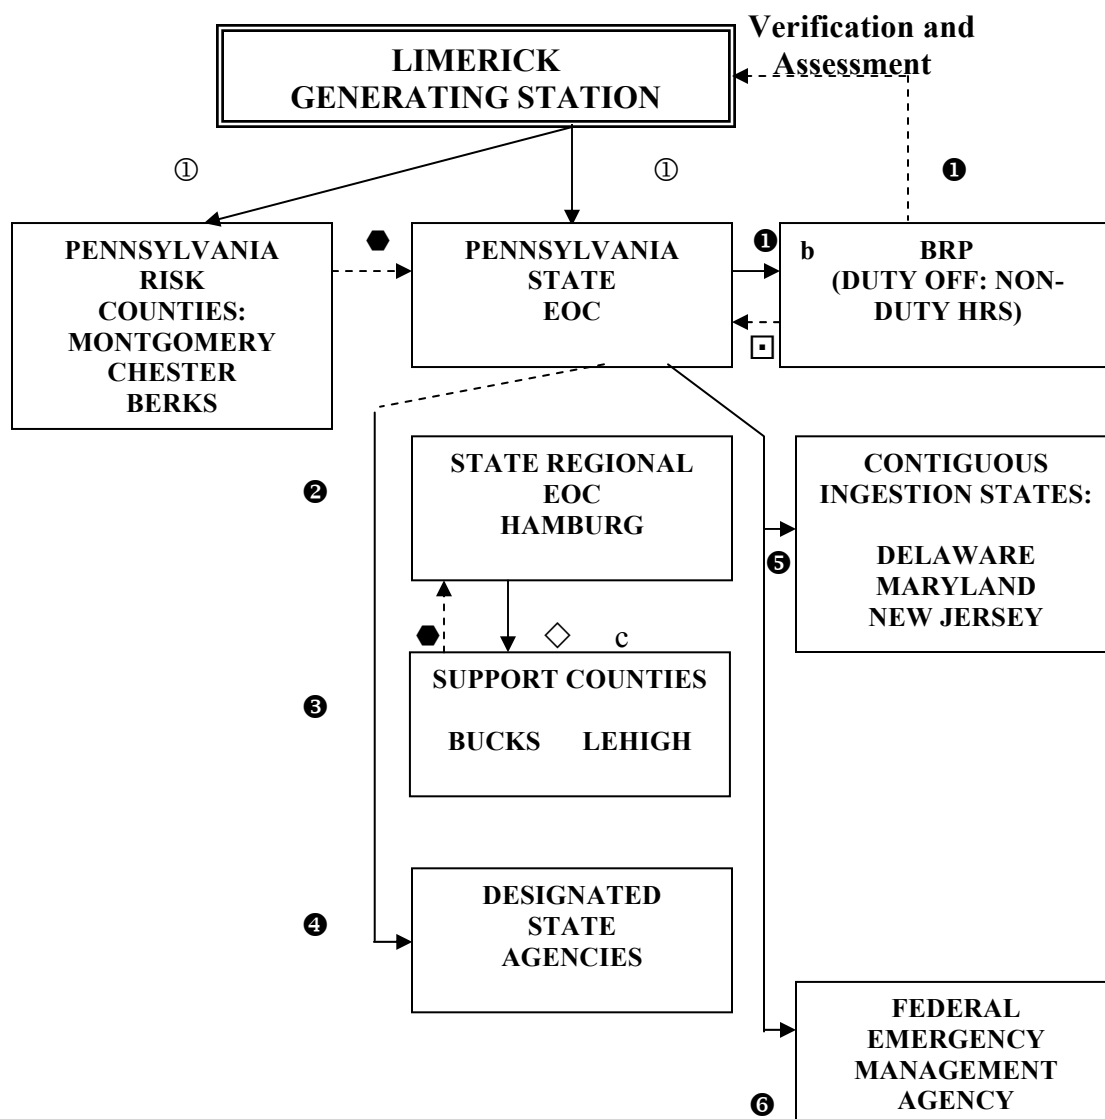 Verification and
Assessment
LIMERICK
GENERATING STATION
① ① ❶
PENNSYLVANIA
RISK
COUNTIES:
MONTGOMERY
CHESTER
BERKS
PENNSYLVANIA
STATE
EOC
❶
b BRP
(DUTY OFF: NON-
DUTY HRS)
❷
STATE REGIONAL
EOC
HAMBURG
CONTIGUOUS
INGESTION STATES:
DELAWARE
MARYLAND
NEW JERSEY
❺
c
❸
SUPPORT COUNTIES
BUCKS LEHIGH
❹
DESIGNATED
STATE
AGENCIES
FEDERAL
EMERGENCY
MANAGEMENT
AGENCY
❻